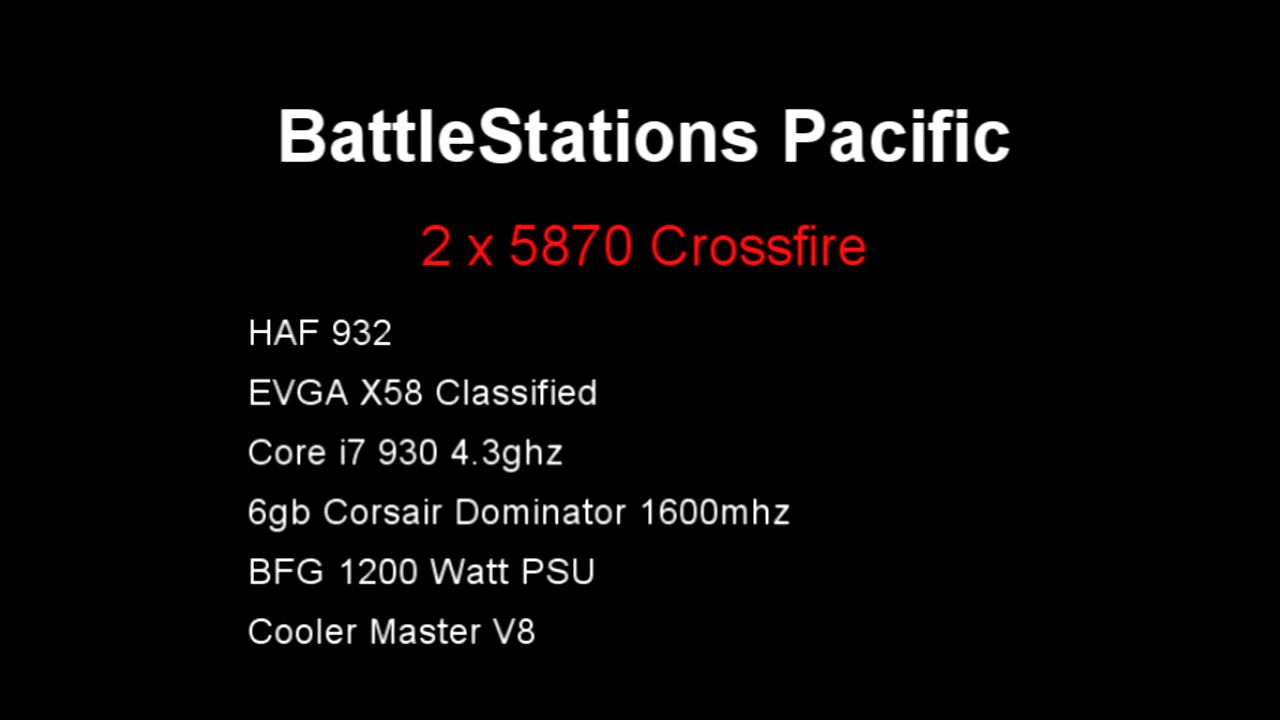 BattleStations Pacific
2 x 5870 Crossfire
HAF 932
EVGA X58 Classified
Core i7 930 4.3ghz
6gb Corsair Dominator 1600mhz
BFG 1200 Watt PSU
Cooler Master V8